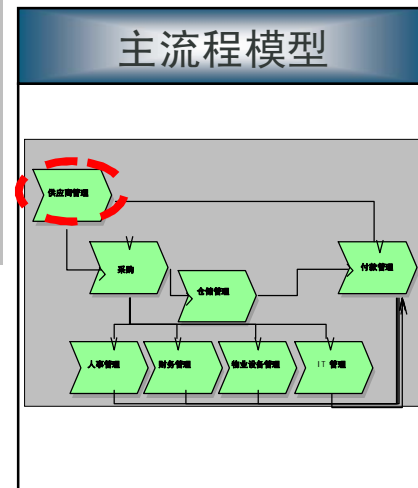 主流程模型
供应商管理
采购
仓储管理
付款管理
人事管理
财务管理
物业设备管理
IT 管理